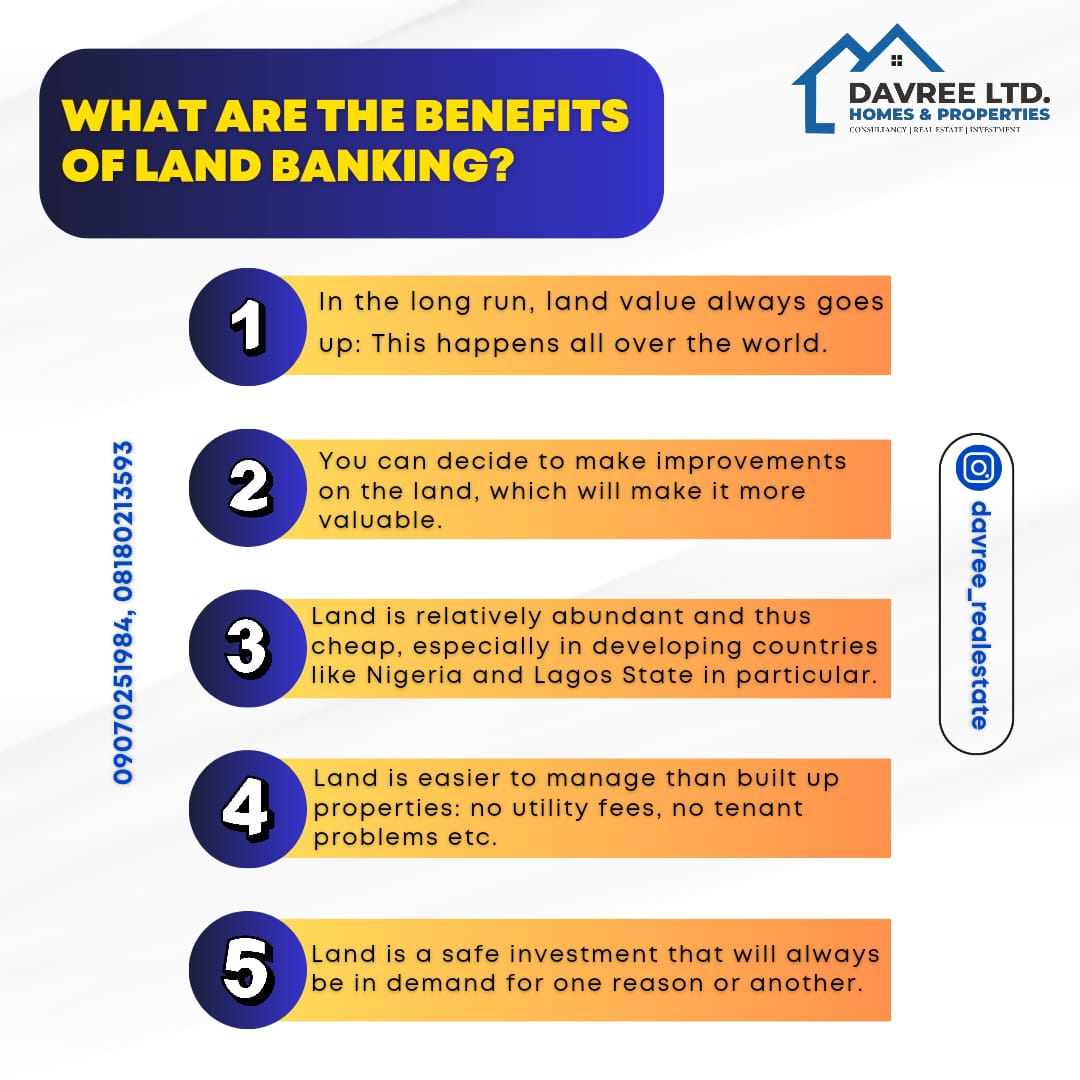 WHAT ARE THE BENEFITS
OF LAND BANKING?
DAVREE LTD.
HOMES & PROPERTIES
CONSULTANCY | REAL ESTATE | INVESTMENT
1
In the long run, land value always goes
up: This happens all over the world.
2
You can decide to make improvements
on the land, which will make it more
valuable.
3
Land is relatively abundant and thus
cheap, especially in developing countries
like Nigeria and Lagos State in particular.
4
Land is easier to manage than built up
properties: no utility fees, no tenant
problems etc.
5
Land is a safe investment that will always
be in demand for one reason or another.
09070251984, 08180213593
davree_realestate